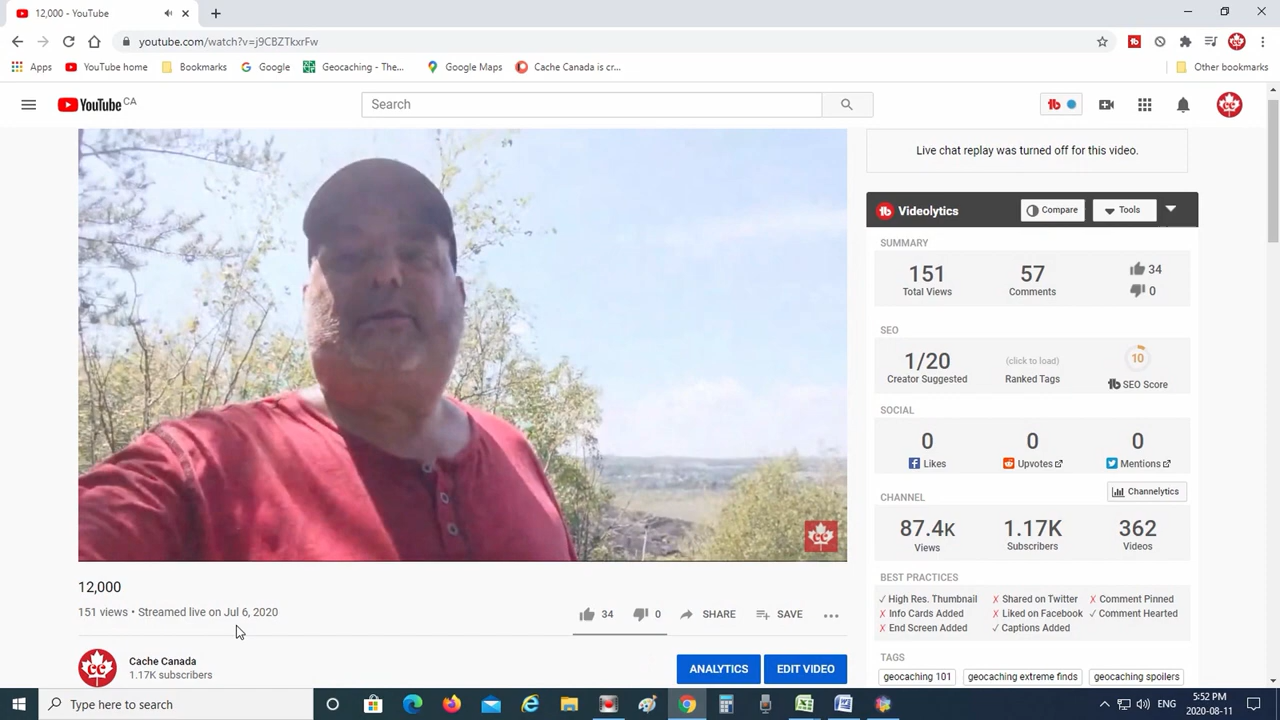 12,000 - YouTube
youtube.com/watch?v=j9CBZTkxrFw
Apps YouTube home Bookmarks Google Geocaching - The... Google Maps Cache Canada is cr... Other bookmarks
YouTube CA Search tb
Live chat replay was turned off for this video.
tb Videolytics Compare Tools
SUMMARY
151 57 34
Total Views Comments 0
SEO
1/20 (click to load) 10
Creator Suggested Ranked Tags tb SEO Score
SOCIAL
0 0 0
Likes Upvotes Mentions
CHANNEL Channelytics
87.4K 1.17K 362
Views Subscribers Videos
BEST PRACTICES
✓ High Res. Thumbnail ✗ Shared on Twitter ✗ Comment Pinned
✗ Info Cards Added ✗ Liked on Facebook ✓ Comment Hearted
✗ End Screen Added ✓ Captions Added
TAGS
geocaching 101 geocaching extreme finds geocaching spoilers
cc
12,000
151 views • Streamed live on Jul 6, 2020 34 0 SHARE SAVE
Cache Canada
1.17K subscribers
ANALYTICS EDIT VIDEO
Type here to search
ENG 5:52 PM
2020-08-11